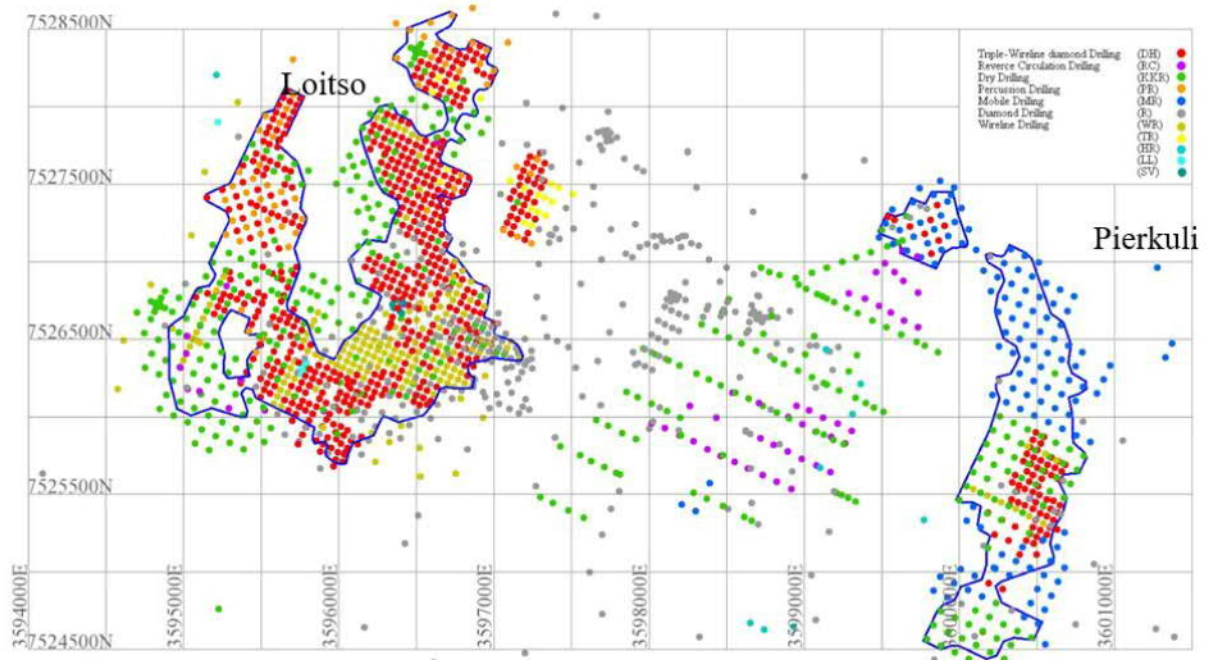 7528500N
Loitso
Triple-Wireline diamond Drilling (DH)
Reverce Circulation Drilling (RC)
Dry Drilling (KKR)
Percussion Drilling (PR)
Mobile Drilling (MR)
Diamond Drilling (R)
Wireline Drilling (WR)
(TR)
(HR)
(LL)
(SV)
7527500N
Pierkuli
7526500N
7525500N
7524500N
3594000E
3595000E
3596000E
3597000E
3598000E
3599000E
3600000E
3601000E